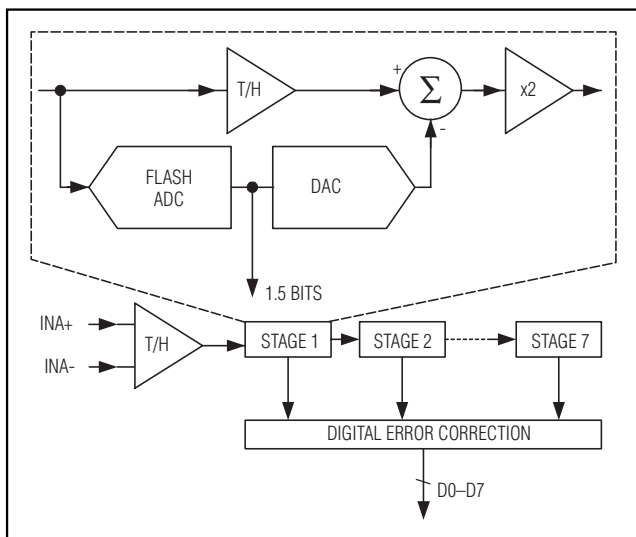 T/H
+
Σ
-
x2
FLASH
ADC
DAC
1.5 BITS
INA+
INA-
T/H
STAGE 1
STAGE 2
STAGE 7
DIGITAL ERROR CORRECTION
D0–D7